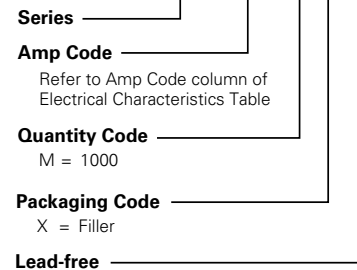 Series
Amp Code
Refer to Amp Code column of
Electrical Characteristics Table
Quantity Code
M = 1000
Packaging Code
X = Filler
Lead-free